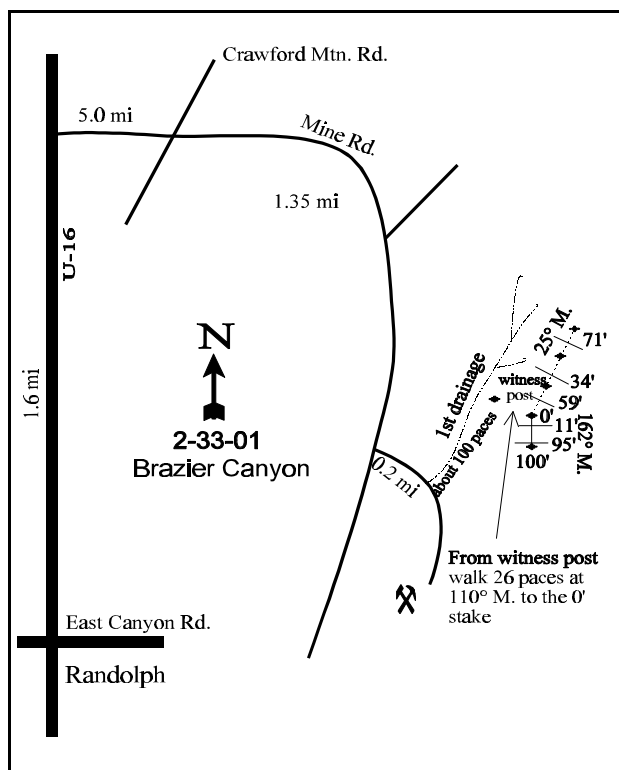 Crawford Mtn. Rd.
5.0 mi
Mine Rd.
1.35 mi
U-16
1.6 mi
N
2-33-01
Brazier Canyon
0.2 mi
1st drainage
about 100 paces
witness
post
25° M.
71'
34'
59'
0'
11'
95'
100'
162° M.
From witness post
walk 26 paces at
110° M. to the 0'
stake
East Canyon Rd.
Randolph